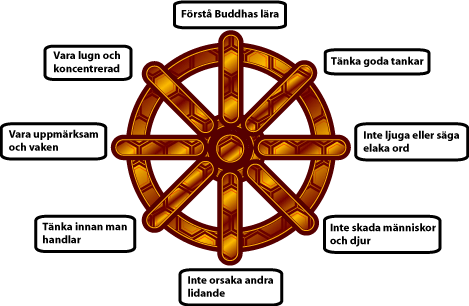 Förstå Buddhas lära
Tänka goda tankar
Inte ljuga eller säga
elaka ord
Inte skada människor
och djur
Inte orsaka andra
lidande
Tänka innan man
handlar
Vara uppmärksam
och vaken
Vara lugn och
koncentrerad